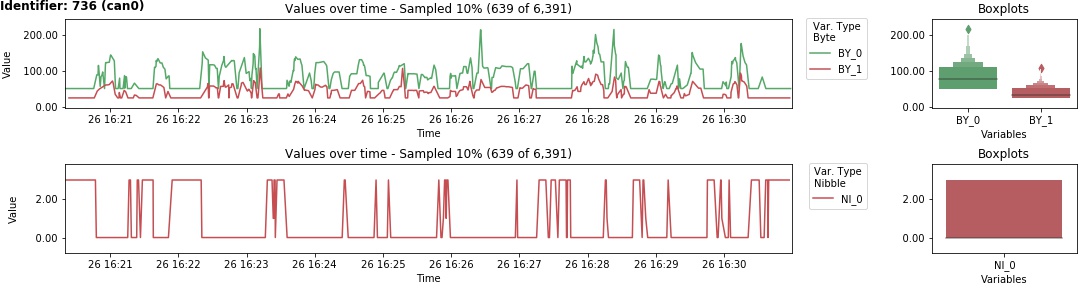 Identifier: 736 (can0)
Values over time - Sampled 10% (639 of 6,391)
Value
200.00
100.00
0.00
26 16:21 26 16:22 26 16:23 26 16:24 26 16:25 26 16:26 26 16:27 26 16:28 26 16:29 26 16:30
Time
Var. Type
Byte
BY_0
BY_1
Boxplots
200.00
100.00
0.00
BY_0 BY_1
Variables
Values over time - Sampled 10% (639 of 6,391)
Value
2.00
0.00
26 16:21 26 16:22 26 16:23 26 16:24 26 16:25 26 16:26 26 16:27 26 16:28 26 16:29 26 16:30
Time
Var. Type
Nibble
NI_0
Boxplots
2.00
0.00
NI_0
Variables